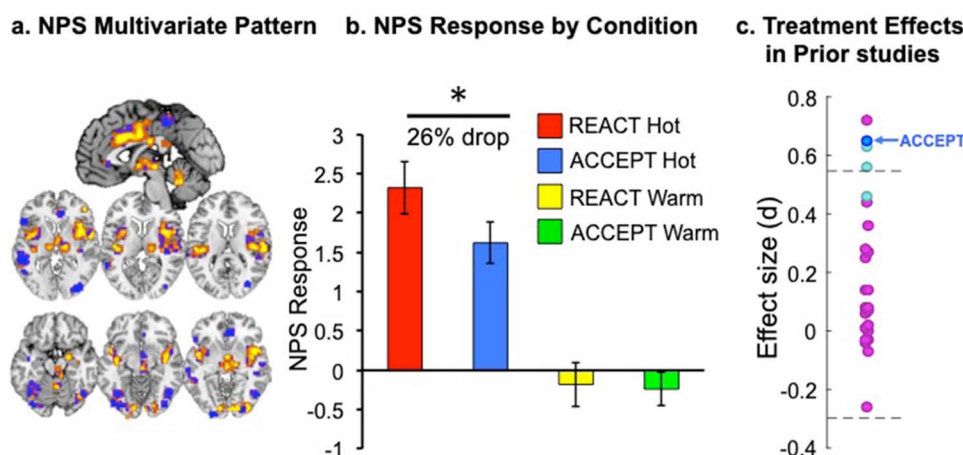 a. NPS Multivariate Pattern
b. NPS Response by Condition
c. Treatment Effects
in Prior studies
*
26% drop
REACT Hot
ACCEPT Hot
REACT Warm
ACCEPT Warm
NPS Response
3
2.5
2
1.5
1
0.5
0
-0.5
-1
Effect size (d)
0.8
0.6
0.4
0.2
0
-0.2
-0.4
ACCEPT